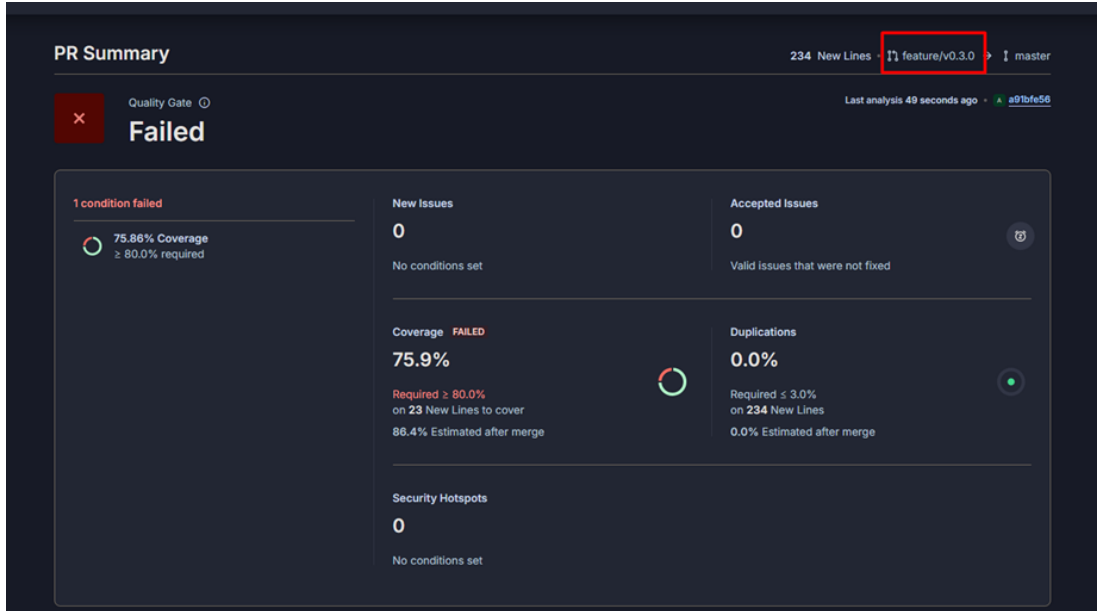 PR Summary
234 New Lines • feature/v0.3.0 → master
Quality Gate
Failed
Last analysis 49 seconds ago • A a91bfe56
1 condition failed
75.86% Coverage
≥ 80.0% required
New Issues
0
No conditions set
Accepted Issues
0
Valid issues that were not fixed
Coverage FAILED
75.9%
Required ≥ 80.0%
on 23 New Lines to cover
86.4% Estimated after merge
Duplications
0.0%
Required ≤ 3.0%
on 234 New Lines
0.0% Estimated after merge
Security Hotspots
0
No conditions set